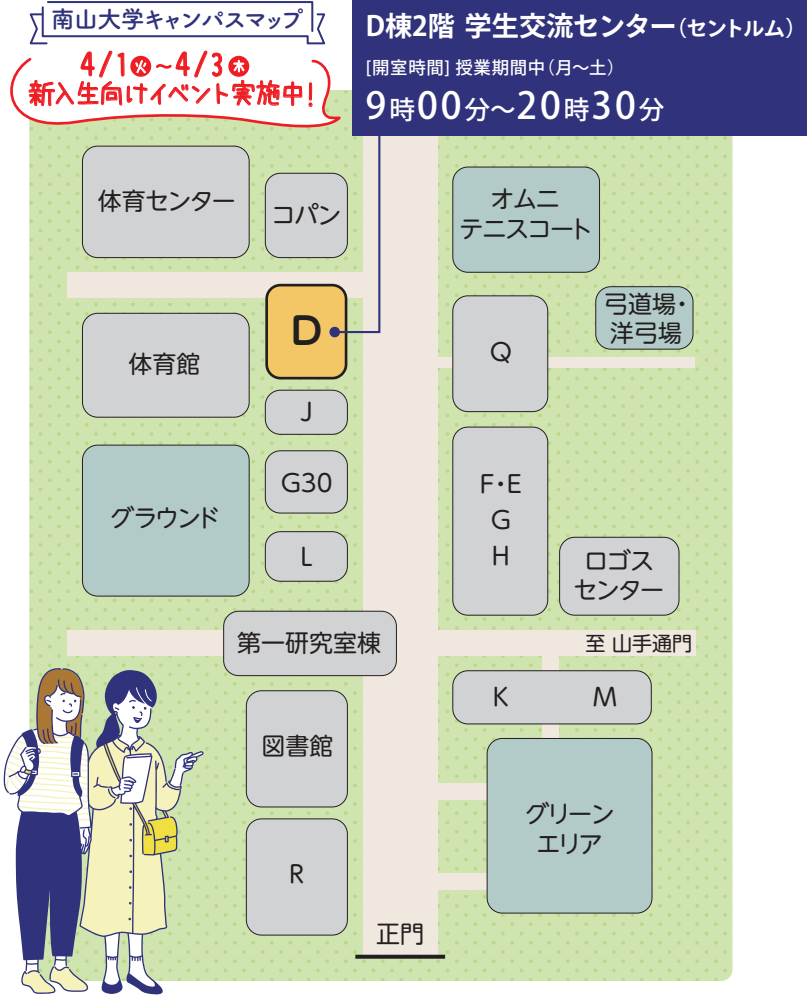 南山大学キャンパスマップ
4/1火～4/3木
新入生向けイベント実施中！
D棟2階 学生交流センター（セントルム）
［開室時間］授業期間中（月～土）
9時00分～20時30分
体育センター
コパン
オムニ
テニスコート
D
弓道場・
洋弓場
体育館
Q
J
グラウンド
G30
F・E
G
H
L
ロゴス
センター
第一研究室棟
至 山手通門
K M
図書館
グリーン
エリア
R
正門